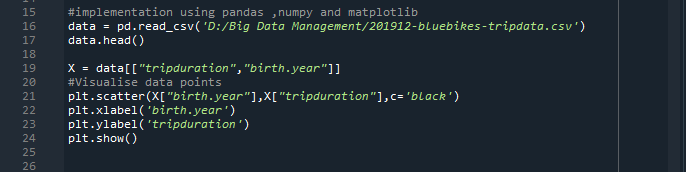 15 #implementation using pandas ,numpy and matplotlib
16 data = pd.read_csv('D:/Big Data Management/201912-bluebikes-tripdata.csv')
17 data.head()
18
19 X = data[["tripduration","birth.year"]]
20 #Visualise data points
21 plt.scatter(X["birth.year"],X["tripduration"],c='black')
22 plt.xlabel('birth.year')
23 plt.ylabel('tripduration')
24 plt.show()
25
26